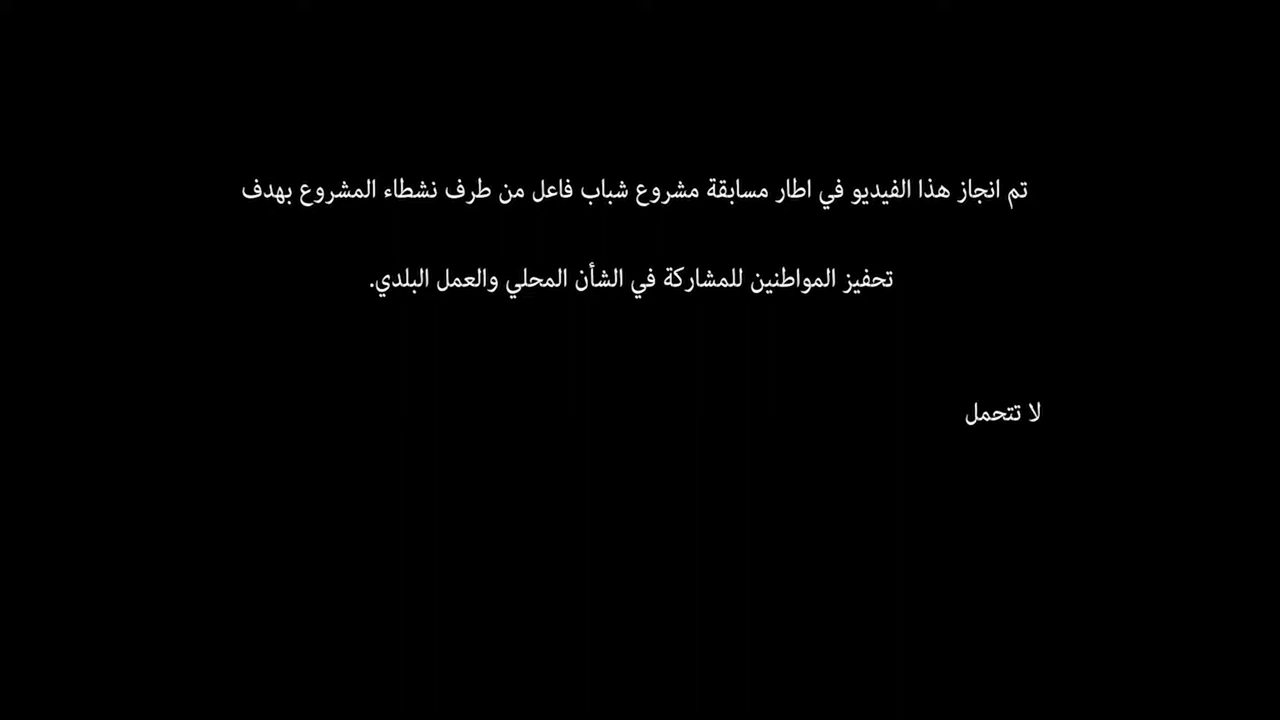 تم انجاز هذا الفيديو في اطار مسابقة مشروع شباب فاعل من طرف نشطاء المشروع بهدف
تحفيز المواطنين للمشاركة في الشأن المحلي والعمل البلدي.
لا تتحمل